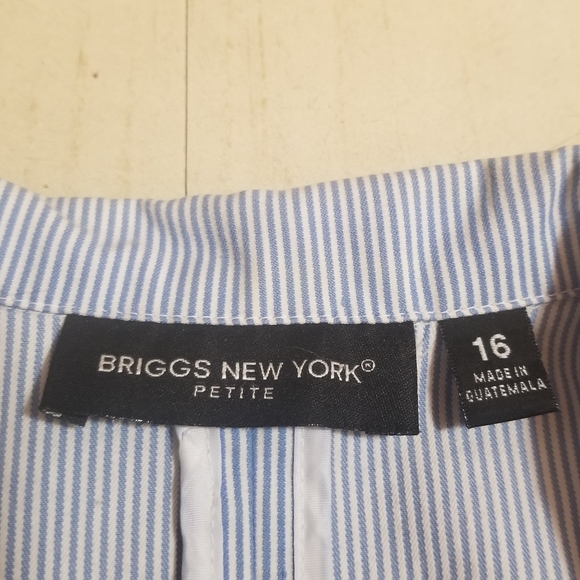 BRIGGS NEW YORK®
PETITE
16
MADE IN
GUATEMALA